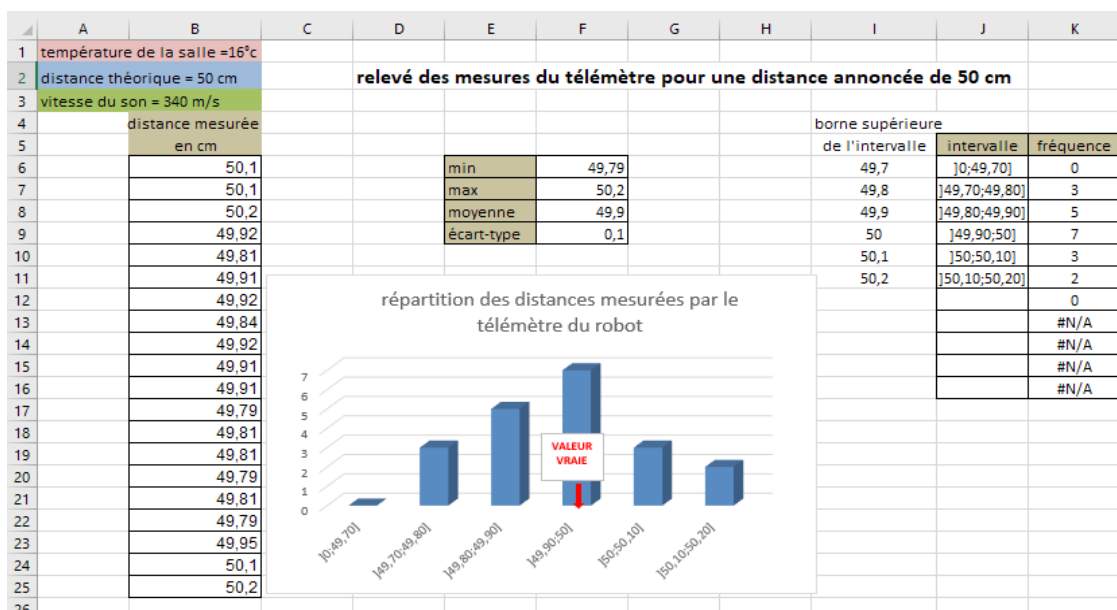 A B C D E F G H I J K
1 température de la salle =16°c
2 distance théorique = 50 cm relevé des mesures du télémètre pour une distance annoncée de 50 cm
3 vitesse du son = 340 m/s
4 distance mesurée borne supérieure
5 en cm de l'intervalle intervalle fréquence
6 50,1 min 49,79 49,7 ]0;49,70] 0
7 50,1 max 50,2 49,8 ]49,70;49,80] 3
8 50,2 moyenne 49,9 49,9 ]49,80;49,90] 5
9 49,92 écart-type 0,1 50 ]49,90;50] 7
10 49,81 50,1 ]50;50,10] 3
11 49,91 50,2 ]50,10;50,20] 2
12 49,92 0
13 49,84 #N/A
14 49,92 #N/A
15 49,91 #N/A
16 49,91 #N/A
17 49,79
18 49,81
19 49,81
20 49,79
21 49,81
22 49,79
23 49,95
24 50,1
25 50,2
26
répartition des distances mesurées par le
télémètre du robot
7
6
5
4
3
2
1
0
VALEUR
VRAIE
]0;49,70] ]49,70;49,80] ]49,80;49,90] ]49,90;50] ]50;50,10] ]50,10;50,20]